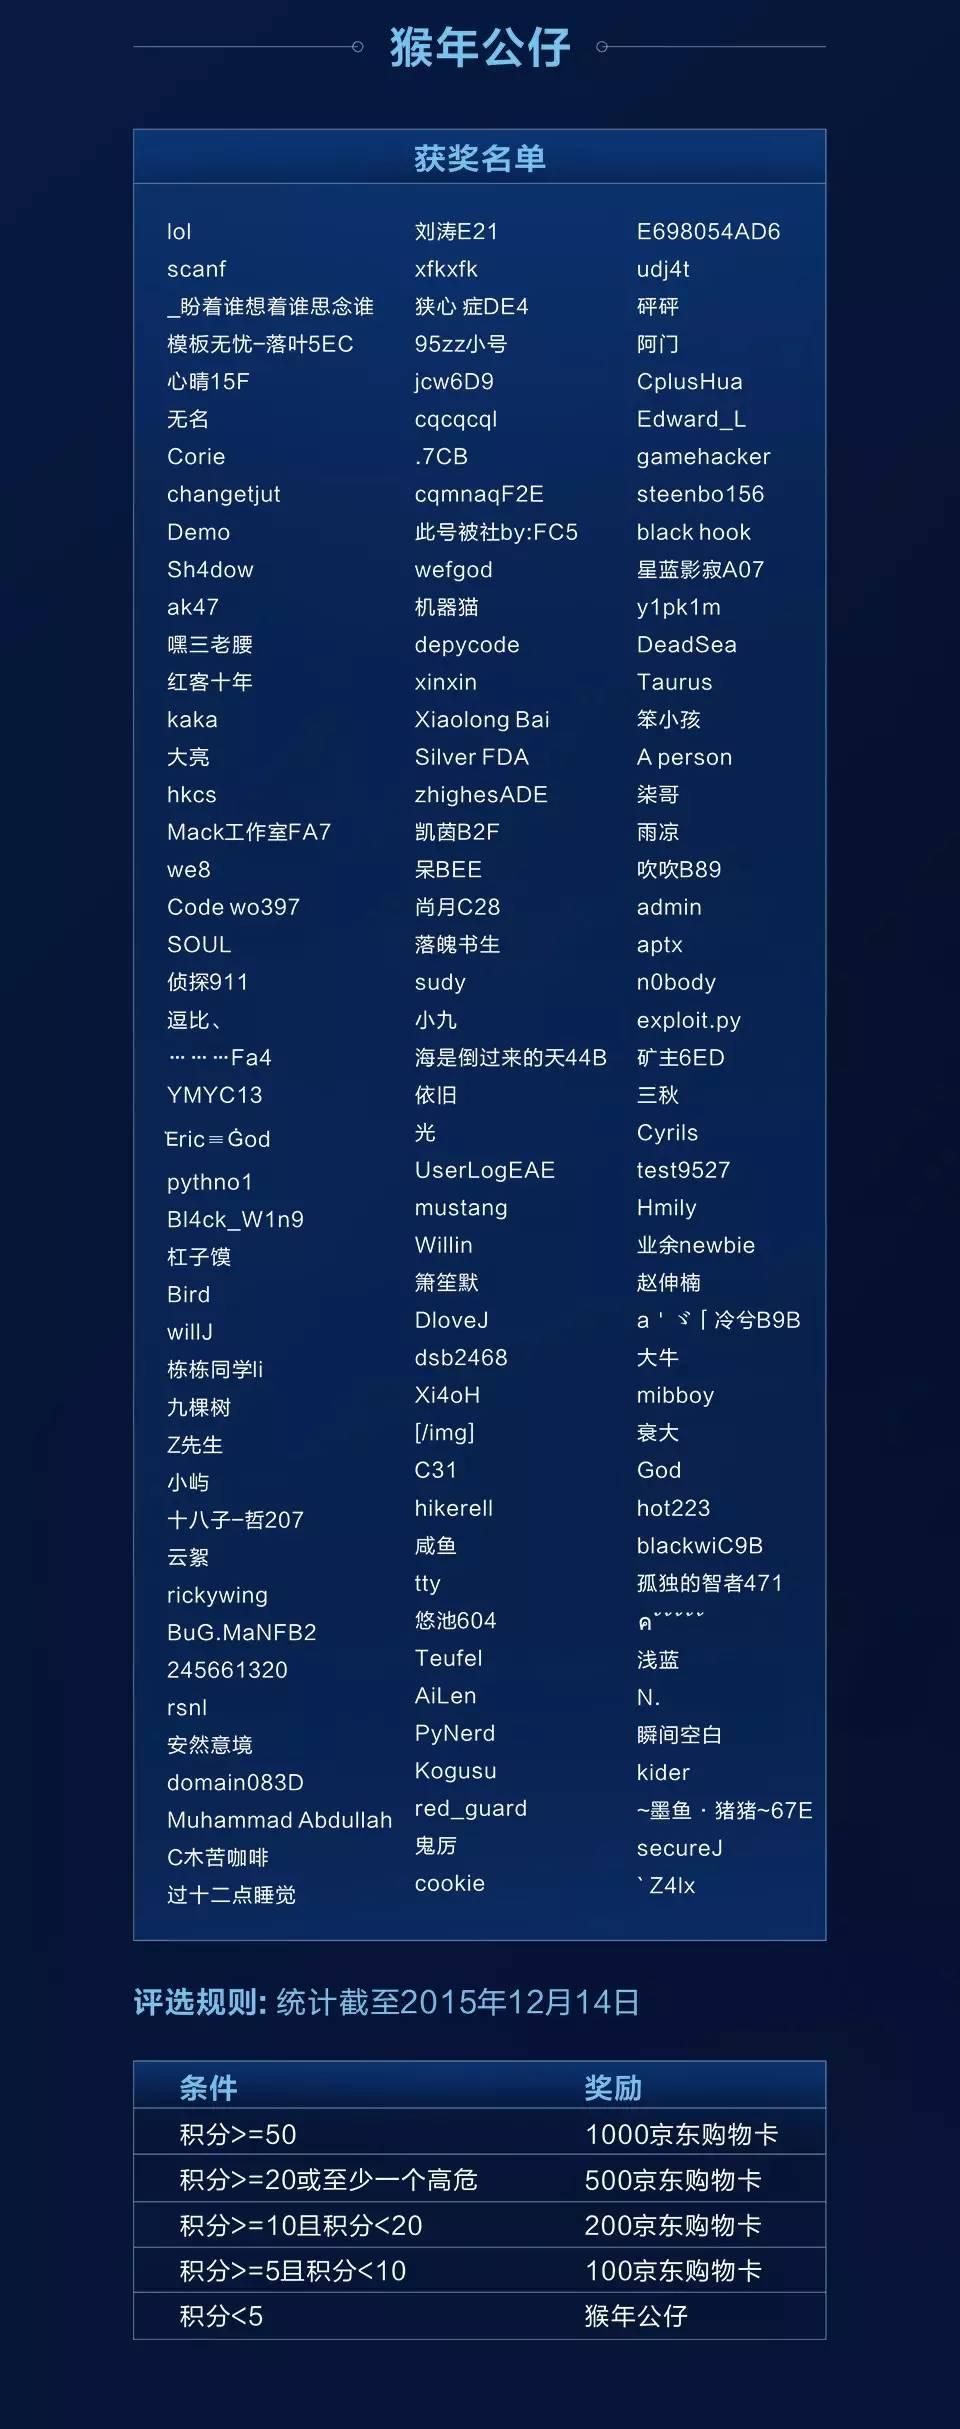 猴年公仔
获奖名单
lol 刘涛E21 E698054AD6
scanf xfkxfk udj4t
_盼着谁想着谁思念谁 狭心 症DE4 砰砰
模板无忧-落叶5EC 95zz小号 阿门
心晴15F jcw6D9 CplusHua
无名 cqcqcql Edward_L
Corie .7CB gamehacker
changetjut cqmnaqF2E steenbo156
Demo 此号被社by:FC5 black hook
Sh4dow wefgod 星蓝影寂A07
ak47 机器猫 y1pk1m
嘿三老腰 depycode DeadSea
红客十年 xinxin Taurus
kaka Xiaolong Bai 笨小孩
大亮 Silver FDA A person
hkcs zhighesADE 柒哥
Mack工作室FA7 凯茵B2F 雨凉
we8 呆BEE 吹吹B89
Code wo397 尚月C28 admin
SOUL 落魄书生 aptx
侦探911 sudy n0body
逗比、 小九 exploit.py
………Fa4 海是倒过来的天44B 矿主6ED
YMYC13 依旧 三秋
Έric≡Ġod 光 Cyrils
pythno1 UserLogEAE test9527
Bl4ck_W1n9 mustang Hmily
杠子馍 Willin 业余newbie
Bird 箫笙默 赵伸楠
willJ DloveJ a ' ゞ「 冷兮B9B
栋栋同学li dsb2468 大牛
九棵树 Xi4oH mibboy
Z先生 [/img] 衰大
小屿 C31 God
十八子-哲207 hikerell hot223
云絮 咸鱼 blackwiC9B
rickywing tty 孤独的智者471
BuG.MaNFB2 悠池604
245661320 Teufel 浅蓝
rsnl AiLen N.
安然意境 PyNerd 瞬间空白
domain083D Kogusu kider
Muhammad Abdullah red_guard ~墨鱼·猪猪~67E
C木苦咖啡 鬼厉 secureJ
过十二点睡觉 cookie `Z4lx
评选规则: 统计截至2015年12月14日
条件 奖励
积分>=50 1000京东购物卡
积分>=20或至少一个高危 500京东购物卡
积分>=10且积分<20 200京东购物卡
积分>=5且积分<10 100京东购物卡
积分<5 猴年公仔